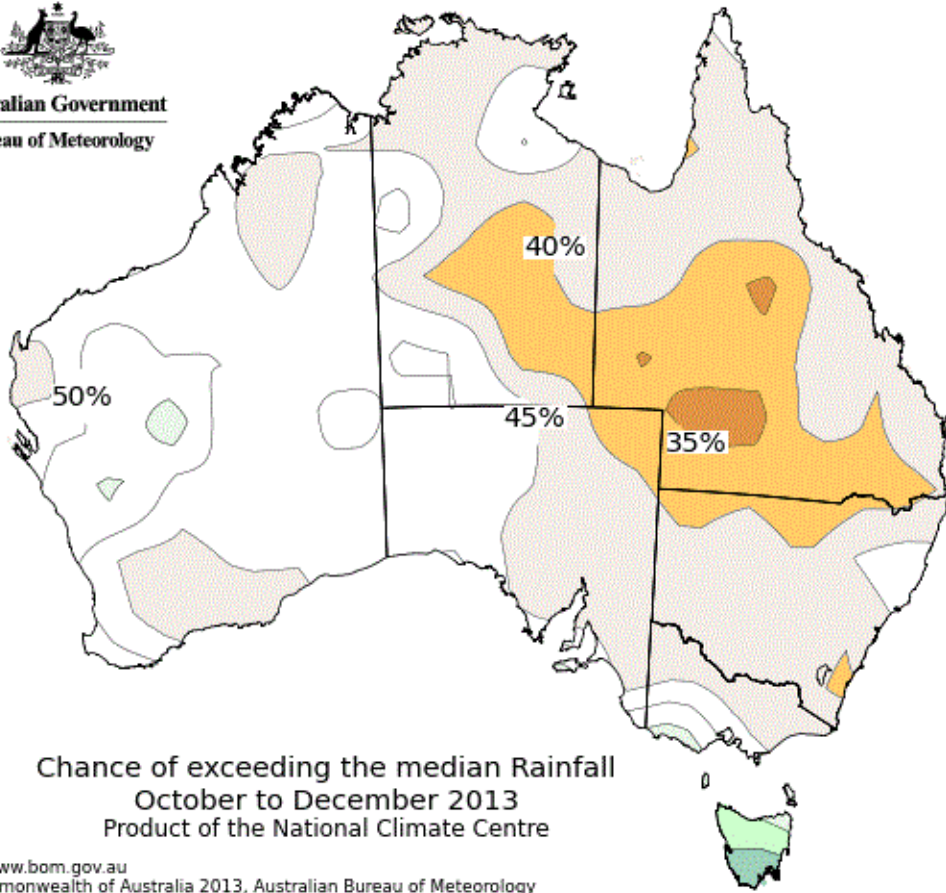 alian Government
eau of Meteorology
40%
50%
45%
35%
Chance of exceeding the median Rainfall
October to December 2013
Product of the National Climate Centre
ww.bom.gov.au
monwealth of Australia 2013, Australian Bureau of Meteorology